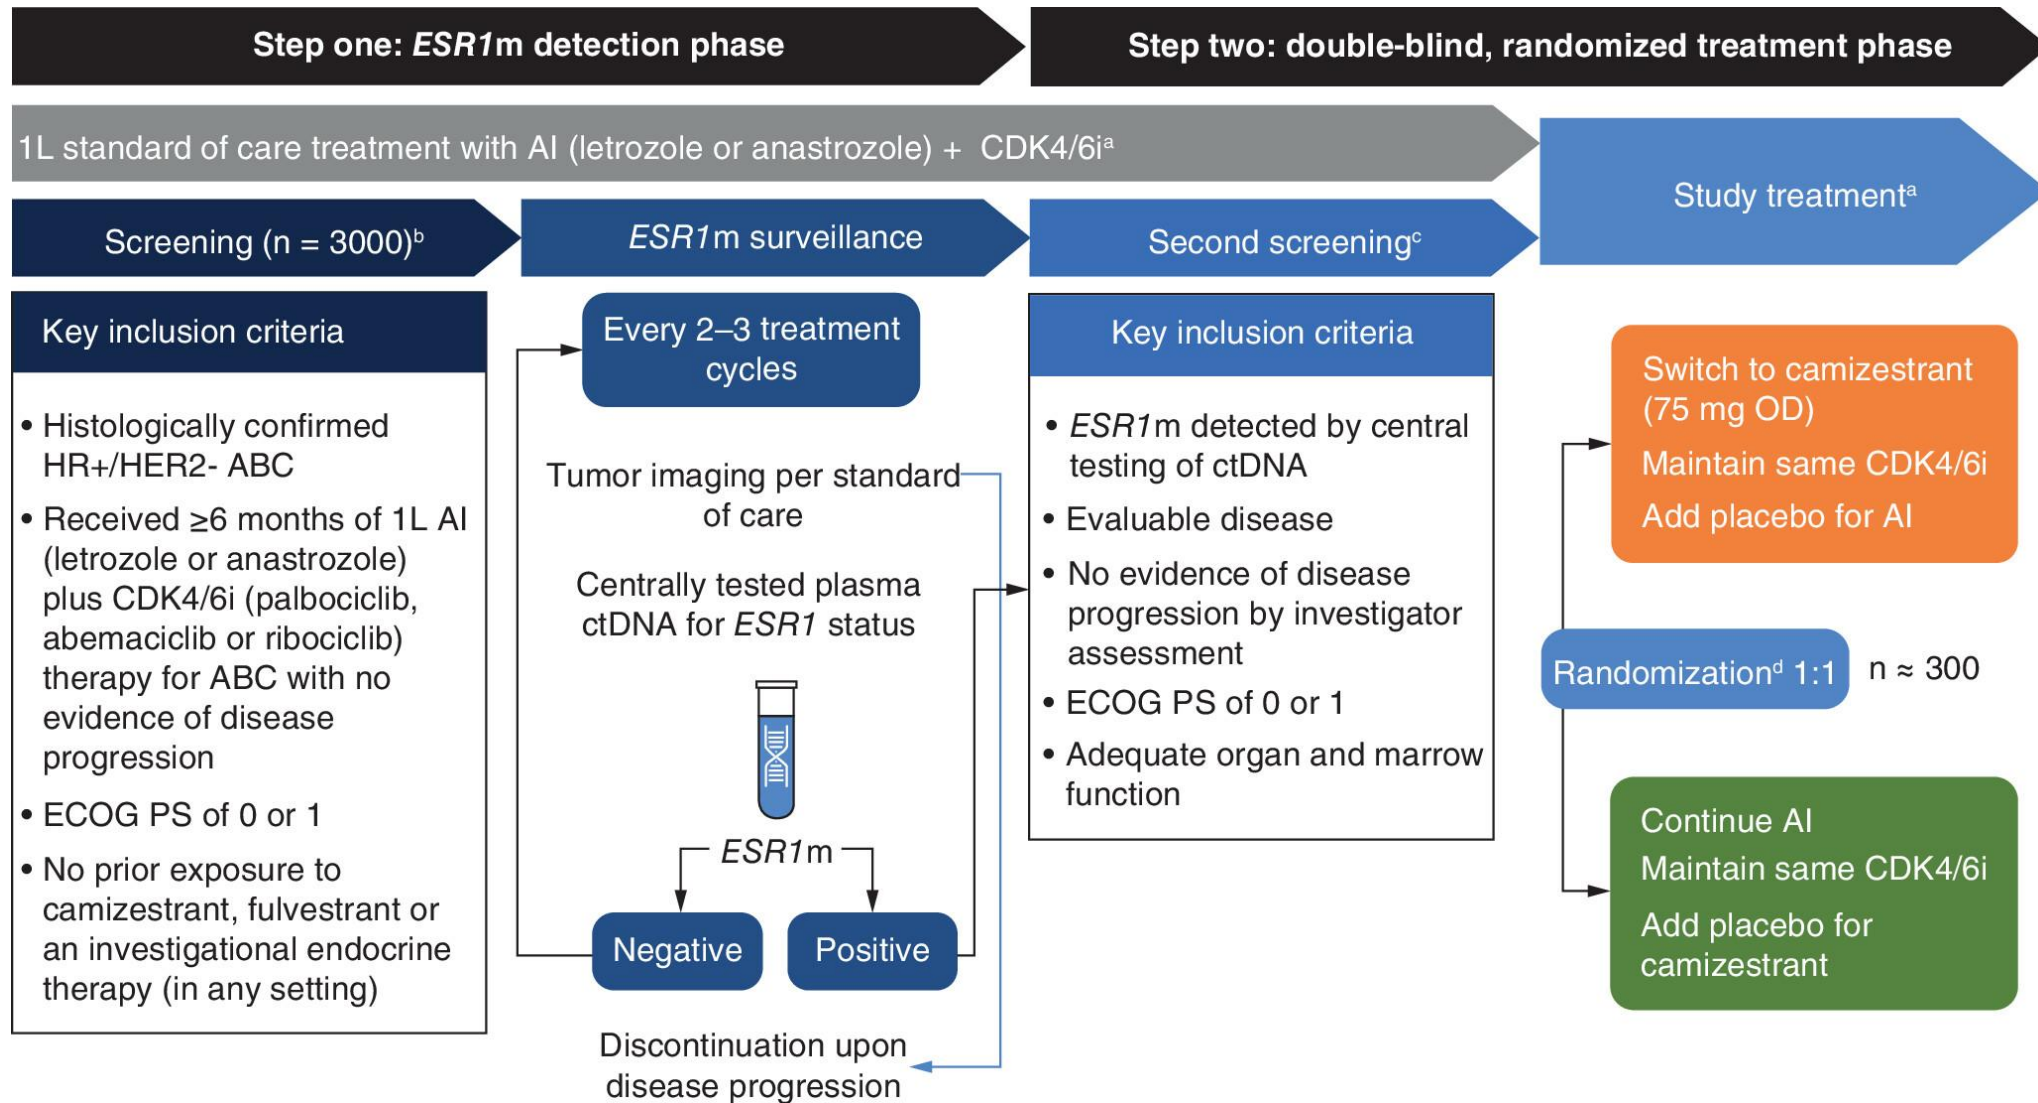 Step one: ESR1m detection phase
Step two: double-blind, randomized treatment phase
1L standard of care treatment with AI (letrozole or anastrozole) + CDK4/6iᵃ
Study treatmentᵃ
Screening (n = 3000)ᵇ
ESR1m surveillance
Second screeningᶜ
Key inclusion criteria
• Histologically confirmed
HR+/HER2- ABC
• Received ≥6 months of 1L AI
(letrozole or anastrozole)
plus CDK4/6i (palbociclib,
abemaciclib or ribociclib)
therapy for ABC with no
evidence of disease
progression
• ECOG PS of 0 or 1
• No prior exposure to
camizestrant, fulvestrant or
an investigational endocrine
therapy (in any setting)
Every 2–3 treatment
cycles
Tumor imaging per standard
of care
Centrally tested plasma
ctDNA for ESR1 status
ESR1m
Negative
Positive
Discontinuation upon
disease progression
Key inclusion criteria
• ESR1m detected by central
testing of ctDNA
• Evaluable disease
• No evidence of disease
progression by investigator
assessment
• ECOG PS of 0 or 1
• Adequate organ and marrow
function
Switch to camizestrant
(75 mg OD)
Maintain same CDK4/6i
Add placebo for AI
Randomizationᵈ 1:1
n ≈ 300
Continue AI
Maintain same CDK4/6i
Add placebo for
camizestrant